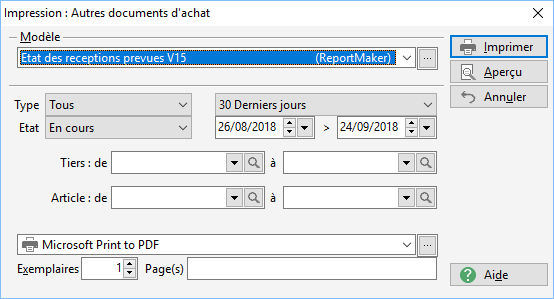 Impression : Autres documents d'achat
Modèle
Etat des receptions prevues V15 (ReportMaker)
Imprimer
Aperçu
Annuler
Type Tous 30 Derniers jours
Etat En cours 26/08/2018 > 24/09/2018
Tiers : de à
Article : de à
Microsoft Print to PDF
Exemplaires 1 Page(s)
Aide